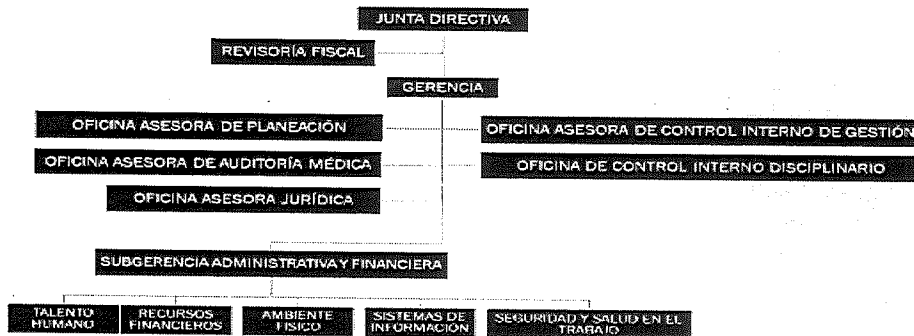 JUNTA DIRECTIVA
REVISORÍA FISCAL
GERENCIA
OFICINA ASESORA DE PLANEACIÓN
OFICINA ASESORA DE CONTROL INTERNO DE GESTIÓN
OFICINA ASESORA DE AUDITORÍA MÉDICA
OFICINA DE CONTROL INTERNO DISCIPLINARIO
OFICINA ASESORA JURÍDICA
SUBGERENCIA ADMINISTRATIVA Y FINANCIERA
TALENTO
HUMANO
RECURSOS
FINANCIEROS
AMBIENTE
FISICO
SISTEMAS DE
INFORMACIÓN
SEGURIDAD Y SALUD EN EL
TRABAJO